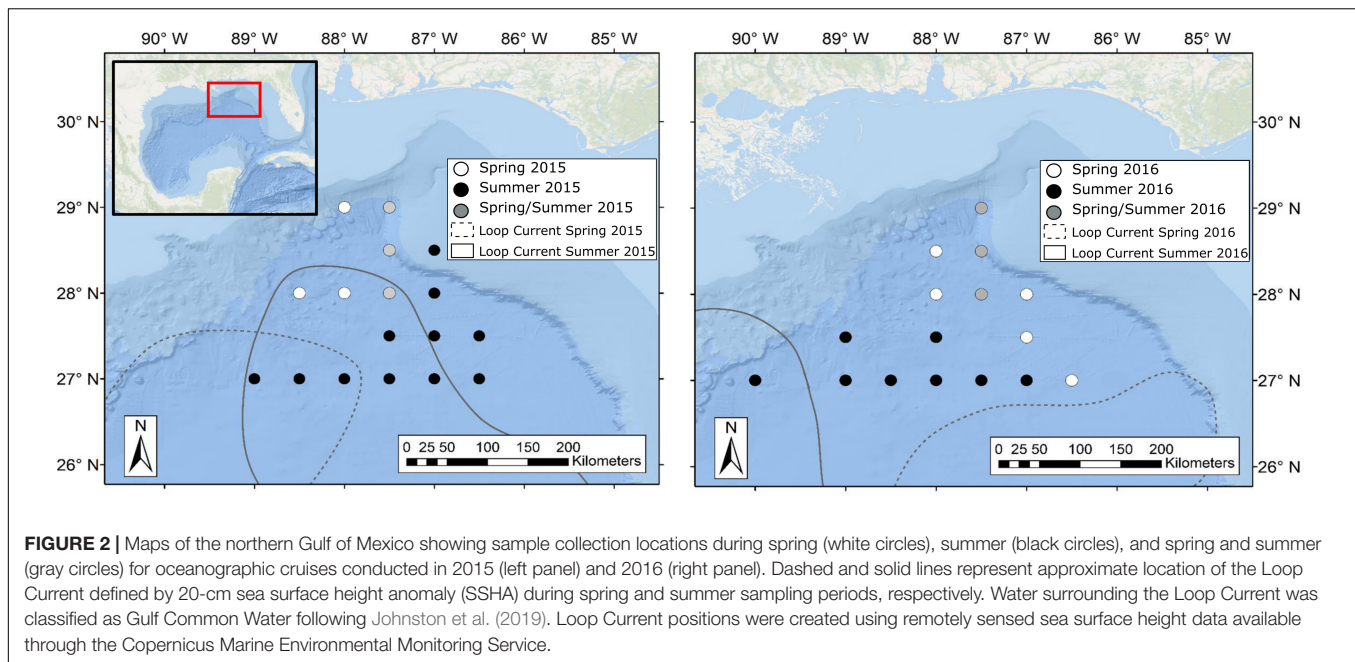 90° W 89° W 88° W 87° W 86° W 85° W
30° N
29° N
28° N
27° N
26° N
Spring 2015
Summer 2015
Spring/Summer 2015
Loop Current Spring 2015
Loop Current Summer 2015
N
0 25 50 100 150 200
Kilometers
90° W 89° W 88° W 87° W 86° W 85° W
30° N
29° N
28° N
27° N
26° N
Spring 2016
Summer 2016
Spring/Summer 2016
Loop Current Spring 2016
Loop Current Summer 2016
N
0 25 50 100 150 200
Kilometers
FIGURE 2 | Maps of the northern Gulf of Mexico showing sample collection locations during spring (white circles), summer (black circles), and spring and summer
(gray circles) for oceanographic cruises conducted in 2015 (left panel) and 2016 (right panel). Dashed and solid lines represent approximate location of the Loop
Current defined by 20-cm sea surface height anomaly (SSHA) during spring and summer sampling periods, respectively. Water surrounding the Loop Current was
classified as Gulf Common Water following Johnston et al. (2019). Loop Current positions were created using remotely sensed sea surface height data available
through the Copernicus Marine Environmental Monitoring Service.